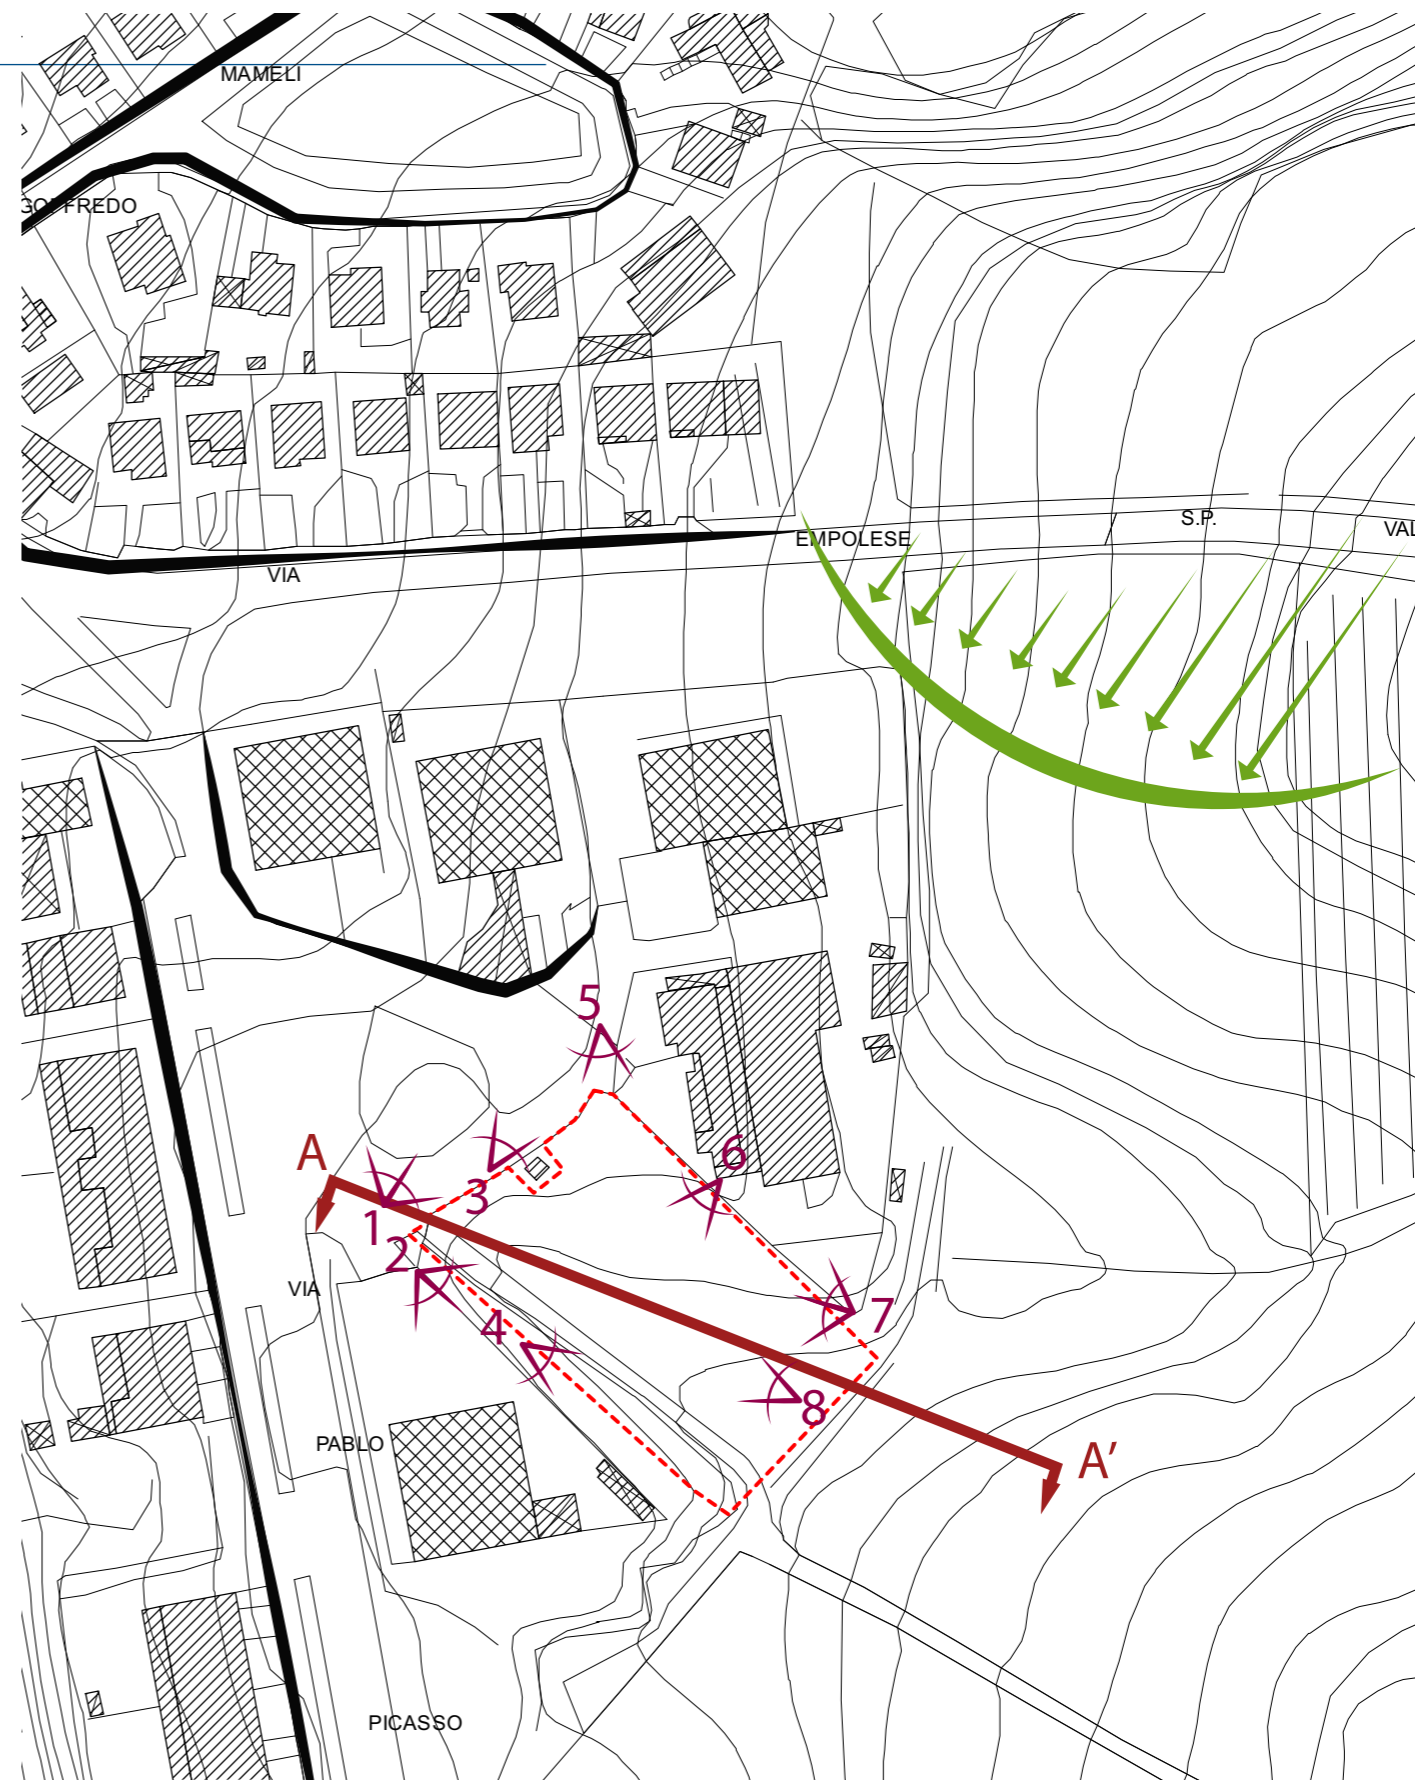 MAMELI
GOFFREDO
S.P.
VAL
EMPOLESE
VIA
5
6
A
3
1
2
VIA
4
7
8
PABLO
A’
PICASSO